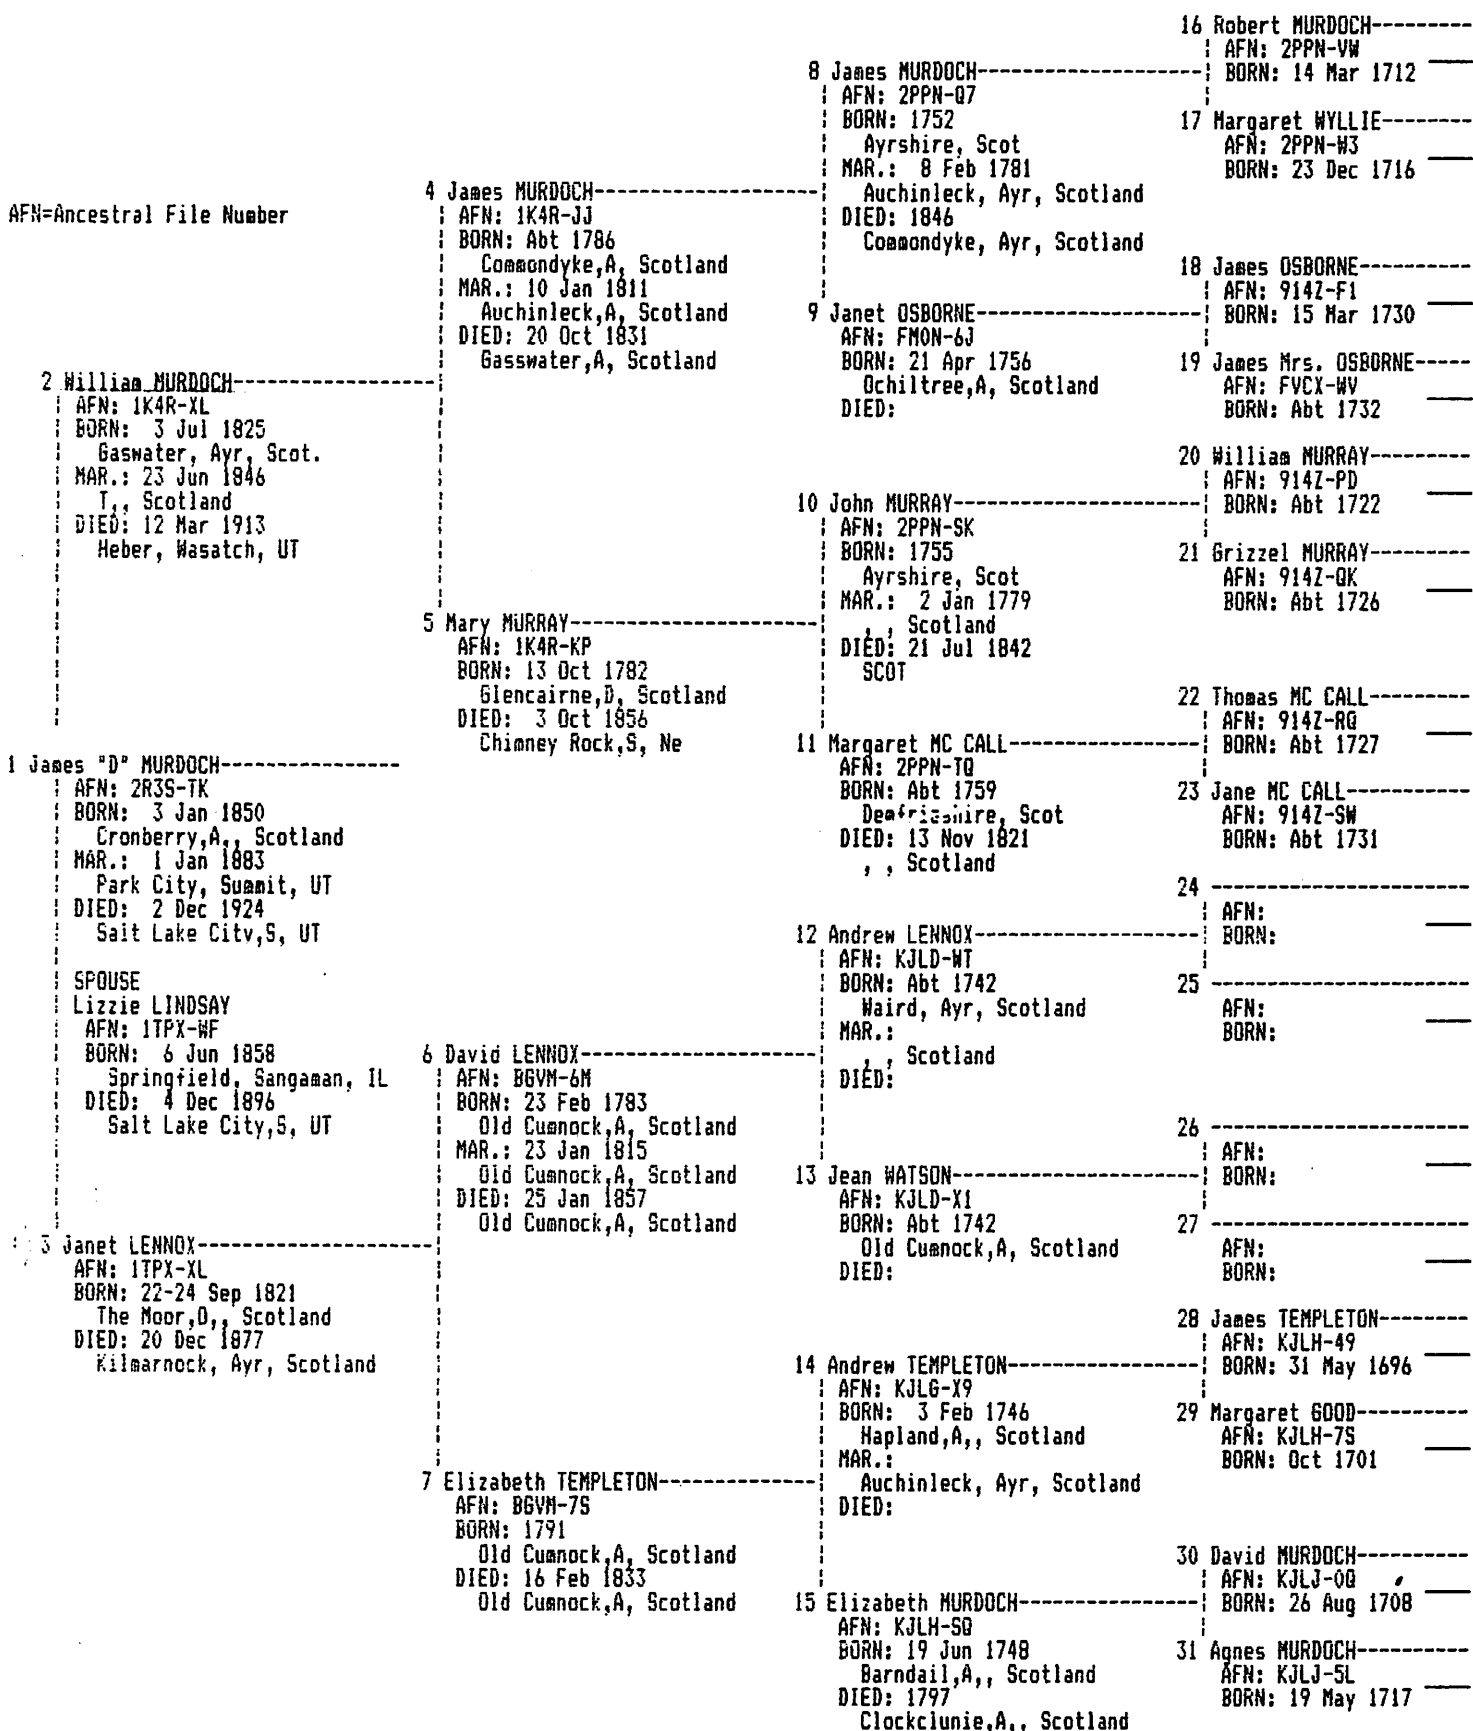 AFN=Ancestral File Number
1 James "D" MURDOCH
AFN: 2R3S-TK
BORN: 3 Jan 1850
Cronberry,A,, Scotland
MAR.: 1 Jan 1883
Park City, Summit, UT
DIED: 2 Dec 1924
Salt Lake City,S, UT
SPOUSE
Lizzie LINDSAY
AFN: 1TPX-WF
BORN: 6 Jun 1858
Springfield, Sangaman, IL
DIED: 4 Dec 1896
Salt Lake City,S, UT
2 William MURDOCH
AFN: 1K4R-XL
BORN: 3 Jul 1825
Gaswater, Ayr, Scot.
MAR.: 23 Jun 1846
T,, Scotland
DIED: 12 Mar 1913
Heber, Wasatch, UT
3 Janet LENNOX
AFN: 1TPX-XL
BORN: 22-24 Sep 1821
The Moor,D,, Scotland
DIED: 20 Dec 1877
Kilmarnock, Ayr, Scotland
4 James MURDOCH
AFN: 1K4R-JJ
BORN: Abt 1786
Commondyke,A, Scotland
MAR.: 10 Jan 1811
Auchinleck,A, Scotland
DIED: 20 Oct 1831
Gasswater,A, Scotland
5 Mary MURRAY
AFN: 1K4R-KP
BORN: 13 Oct 1782
Glencairne,D, Scotland
DIED: 3 Oct 1856
Chimney Rock,S, Ne
6 David LENNOX
AFN: BGVM-6M
BORN: 23 Feb 1783
Old Cumnock,A, Scotland
MAR.: 23 Jan 1815
Old Cumnock,A, Scotland
DIED: 25 Jan 1857
Old Cumnock,A, Scotland
7 Elizabeth TEMPLETON
AFN: BGVM-7S
BORN: 1791
Old Cumnock,A, Scotland
DIED: 16 Feb 1833
Old Cumnock,A, Scotland
8 James MURDOCH
AFN: 2PPN-Q7
BORN: 1752
Ayrshire, Scot
MAR.: 8 Feb 1781
Auchinleck, Ayr, Scotland
DIED: 1846
Commondyke, Ayr, Scotland
9 Janet OSBORNE
AFN: FM0N-6J
BORN: 21 Apr 1756
Ochiltree,A, Scotland
DIED:
10 John MURRAY
AFN: 2PPN-SK
BORN: 1755
Ayrshire, Scot
MAR.: 2 Jan 1779
, , Scotland
DIED: 21 Jul 1842
SCOT
11 Margaret MC CALL
AFN: 2PPN-TQ
BORN: Abt 1759
Scot
DIED: 13 Nov 1821
, , Scotland
12 Andrew LENNOX
AFN: KJLD-WT
BORN: Abt 1742
Waird, Ayr, Scotland
MAR.:
, , Scotland
DIED:
13 Jean WATSON
AFN: KJLD-X1
BORN: Abt 1742
Old Cumnock,A, Scotland
DIED:
14 Andrew TEMPLETON
AFN: KJLG-X9
BORN: 3 Feb 1746
Hapland,A,, Scotland
MAR.:
Auchinleck, Ayr, Scotland
DIED:
15 Elizabeth MURDOCH
AFN: KJLH-SQ
BORN: 19 Jun 1748
Barndail,A,, Scotland
DIED: 1797
Clockclunie,A,, Scotland
16 Robert MURDOCH
AFN: 2PPN-VW
BORN: 14 Mar 1712
17 Margaret WYLLIE
AFN: 2PPN-W3
BORN: 23 Dec 1716
18 James OSBORNE
AFN: 914Z-F1
BORN: 15 Mar 1730
19 James Mrs. OSBORNE
AFN: FVCX-WV
BORN: Abt 1732
20 William MURRAY
AFN: 914Z-PD
BORN: Abt 1722
21 Grizzel MURRAY
AFN: 914Z-QK
BORN: Abt 1726
22 Thomas MC CALL
AFN: 914Z-RQ
BORN: Abt 1727
23 Jane MC CALL
AFN: 914Z-SW
BORN: Abt 1731
24
AFN:
BORN:
25
AFN:
BORN:
26
AFN:
BORN:
27
AFN:
BORN:
28 James TEMPLETON
AFN: KJLH-49
BORN: 31 May 1696
29 Margaret GOOD
AFN: KJLH-7S
BORN: Oct 1701
30 David MURDOCH
AFN: KJLJ-0Q
BORN: 26 Aug 1708
31 Agnes MURDOCH
AFN: KJLJ-5L
BORN: 19 May 1717